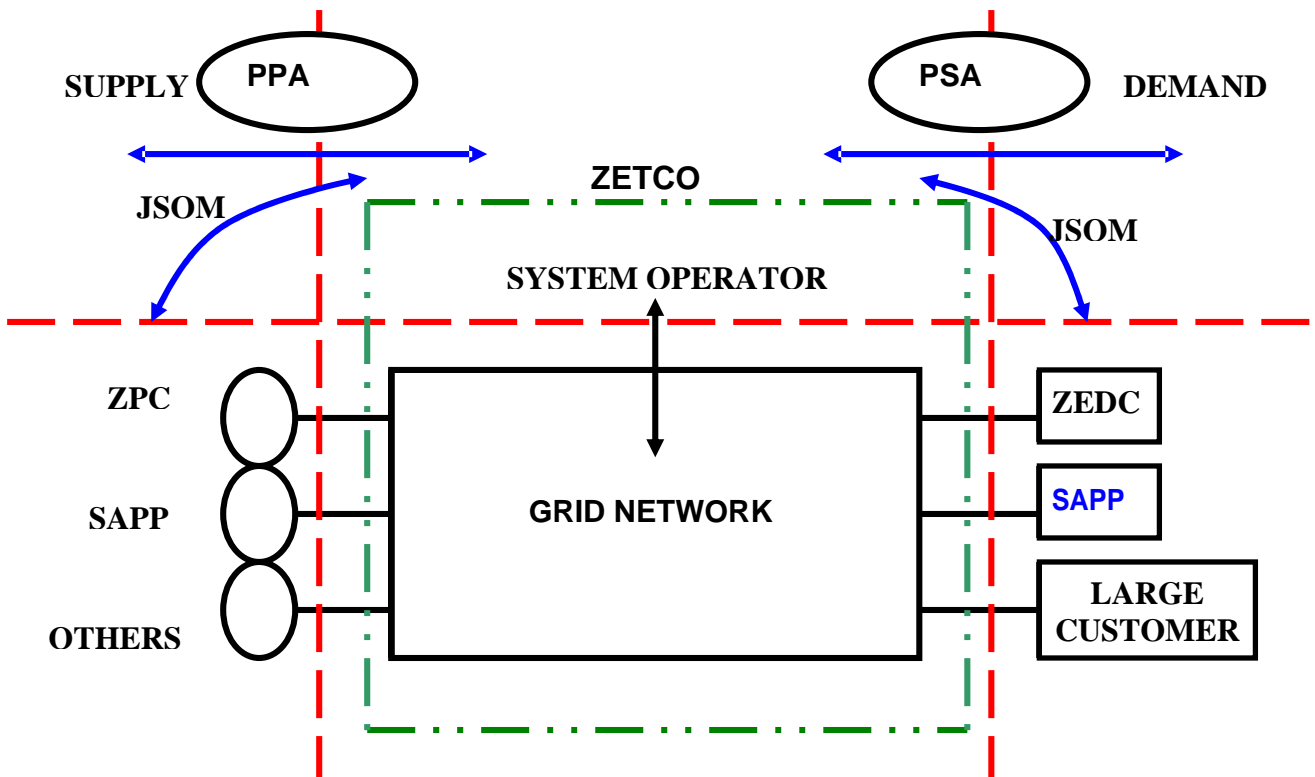 PPA
PSA
SUPPLY
DEMAND
ZETCO
JSOM
JSOM
SYSTEM OPERATOR
ZPC
ZEDC
SAPP
GRID NETWORK
SAPP
OTHERS
LARGE
CUSTOMER